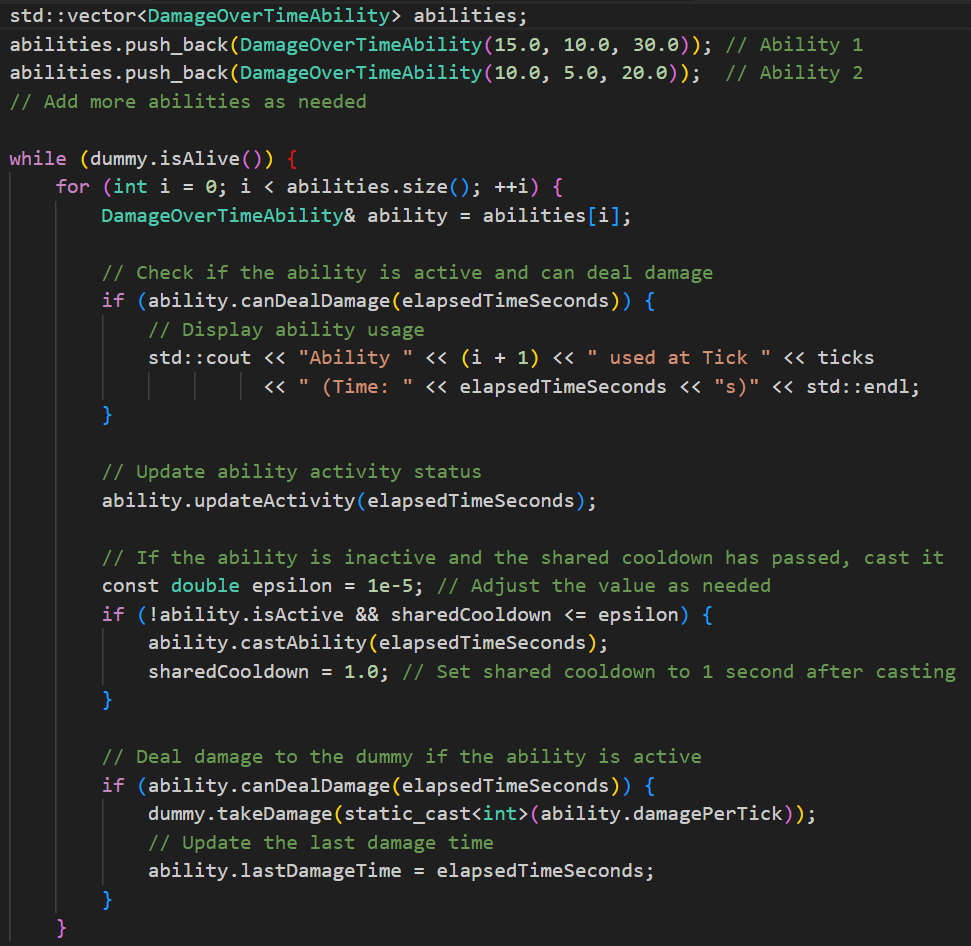 std::vector<DamageOverTimeAbility> abilities;
abilities.push_back(DamageOverTimeAbility(15.0, 10.0, 30.0)); // Ability 1
abilities.push_back(DamageOverTimeAbility(10.0, 5.0, 20.0));  // Ability 2
// Add more abilities as needed

while (dummy.isAlive()) {
    for (int i = 0; i < abilities.size(); ++i) {
        DamageOverTimeAbility& ability = abilities[i];

        // Check if the ability is active and can deal damage
        if (ability.canDealDamage(elapsedTimeSeconds)) {
            // Display ability usage
            std::cout << "Ability " << (i + 1) << " used at Tick " << ticks
                      << " (Time: " << elapsedTimeSeconds << "s)" << std::endl;
        }

        // Update ability activity status
        ability.updateActivity(elapsedTimeSeconds);

        // If the ability is inactive and the shared cooldown has passed, cast it
        const double epsilon = 1e-5; // Adjust the value as needed
        if (!ability.isActive && sharedCooldown <= epsilon) {
            ability.castAbility(elapsedTimeSeconds);
            sharedCooldown = 1.0; // Set shared cooldown to 1 second after casting
        }

        // Deal damage to the dummy if the ability is active
        if (ability.canDealDamage(elapsedTimeSeconds)) {
            dummy.takeDamage(static_cast<int>(ability.damagePerTick));
            // Update the last damage time
            ability.lastDamageTime = elapsedTimeSeconds;
        }
    }